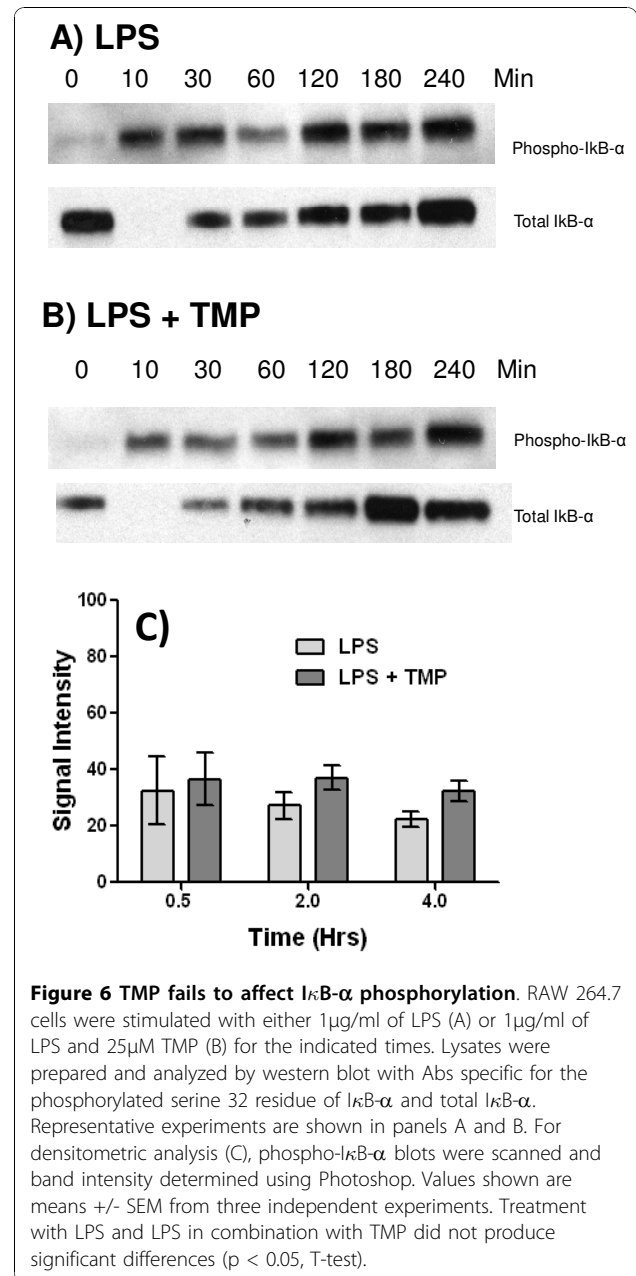 A) LPS
0 10 30 60 120 180 240 Min
Phospho-IkB-α
Total IkB-α
B) LPS + TMP
0 10 30 60 120 180 240 Min
Phospho-IkB-α
Total IkB-α
C)
LPS
LPS + TMP
100
80
60
40
20
0
Signal Intensity
0.5 2.0 4.0
Time (Hrs)
Figure 6 TMP fails to affect IκB-α phosphorylation. RAW 264.7
cells were stimulated with either 1μg/ml of LPS (A) or 1μg/ml of
LPS and 25μM TMP (B) for the indicated times. Lysates were
prepared and analyzed by western blot with Abs specific for the
phosphorylated serine 32 residue of IκB-α and total IκB-α.
Representative experiments are shown in panels A and B. For
densitometric analysis (C), phospho-IκB-α blots were scanned and
band intensity determined using Photoshop. Values shown are
means +/- SEM from three independent experiments. Treatment
with LPS and LPS in combination with TMP did not produce
significant differences (p < 0.05, T-test).